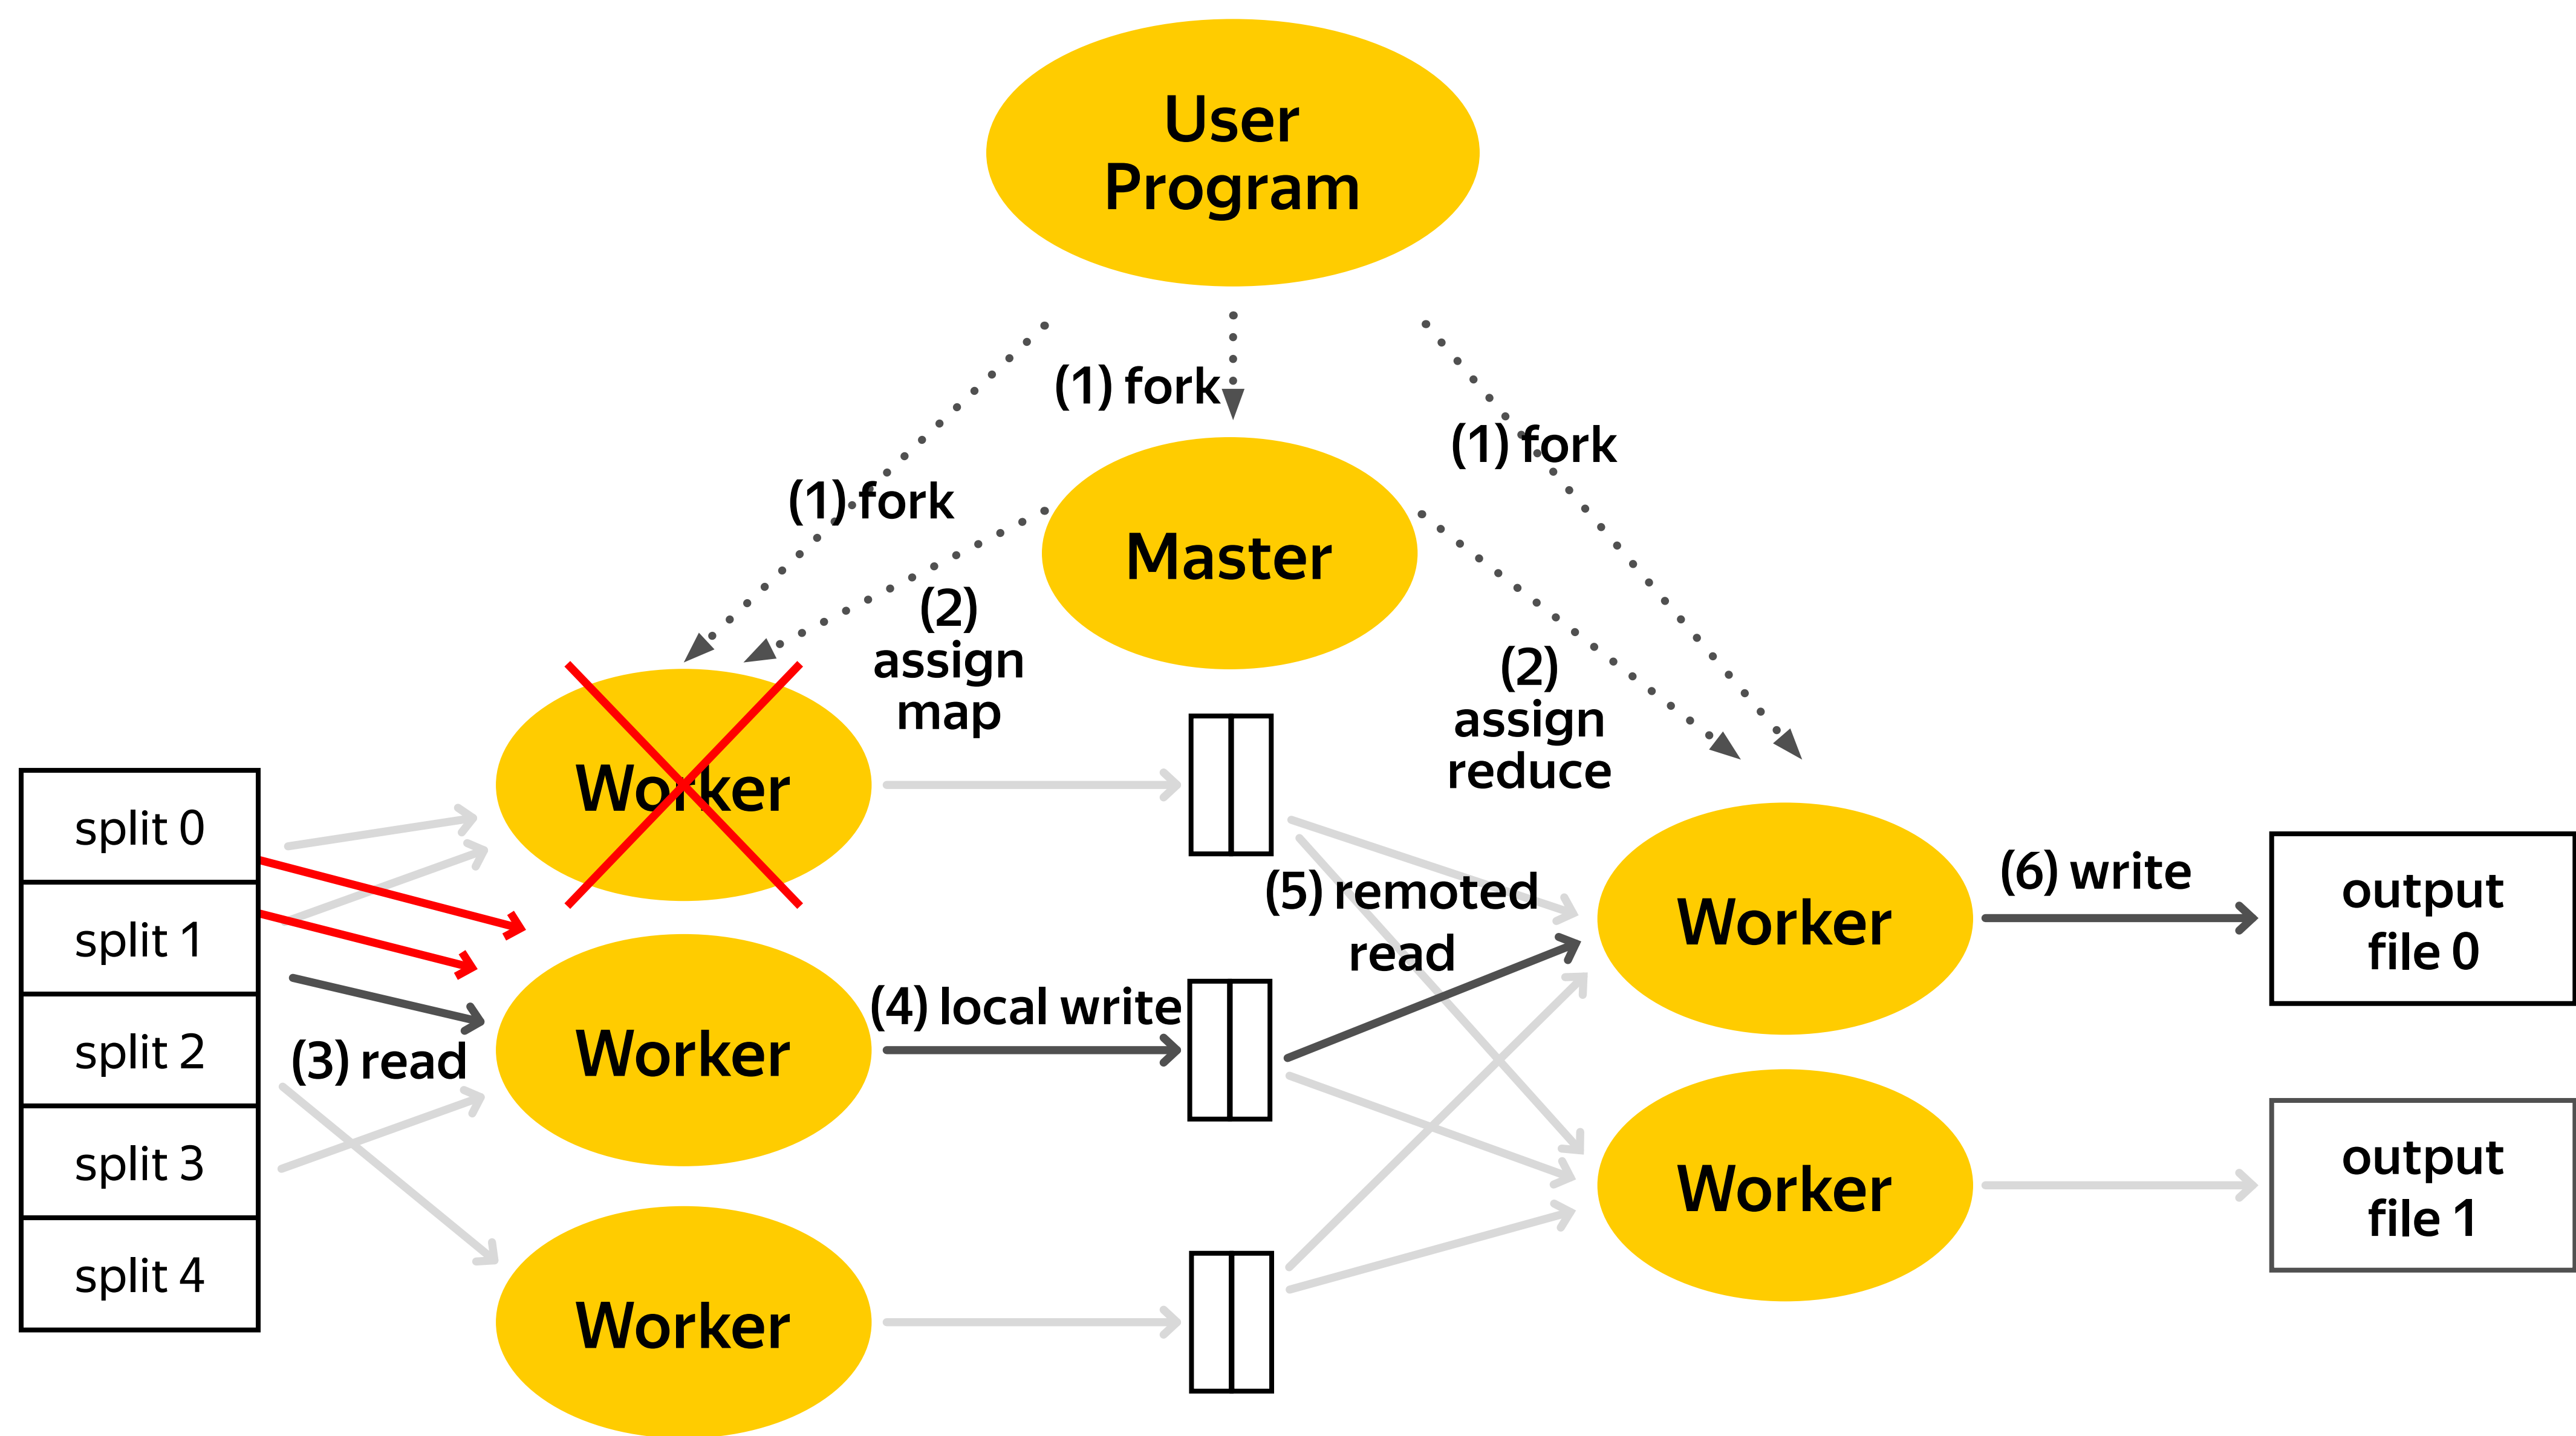 User
Program
(1) fork
(1) fork
(1) fork
Master
(2)
assign
map
(2)
assign
reduce
split 0
split 1
split 2
split 3
split 4
(3) read
Worker
Worker
Worker
(4) local write
(5) remoted
read
Worker
Worker
(6) write
output
file 0
output
file 1